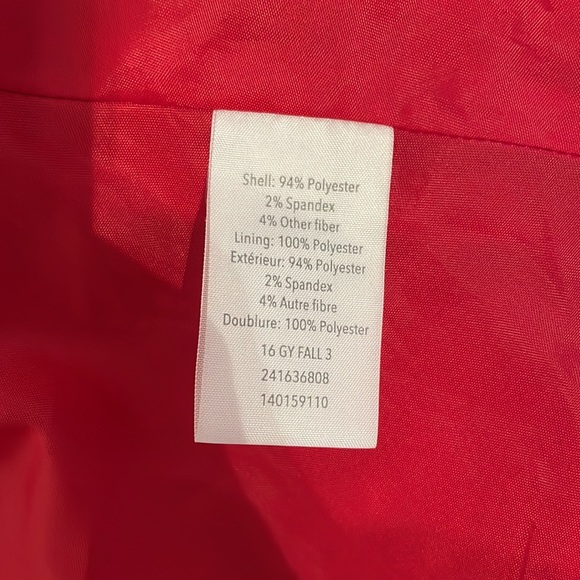 Shell: 94% Polyester
2% Spandex
4% Other fiber
Lining: 100% Polyester
Extérieur: 94% Polyester
2% Spandex
4% Autre fibre
Doublure: 100% Polyester
16 GY FALL 3
241636808
140159110